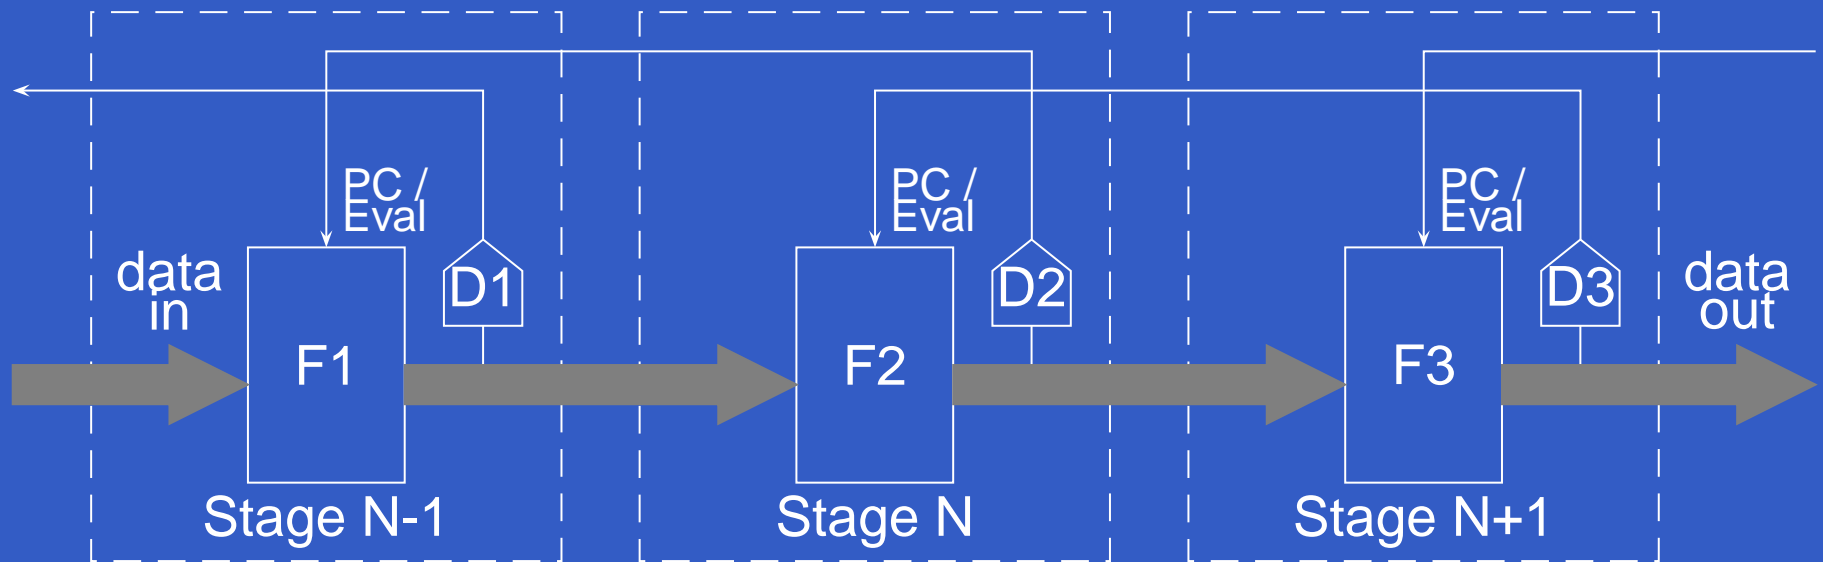 data
in
F1
PC /
Eval
D1
Stage N-1
F2
PC /
Eval
D2
Stage N
F3
PC /
Eval
D3
Stage N+1
data
out